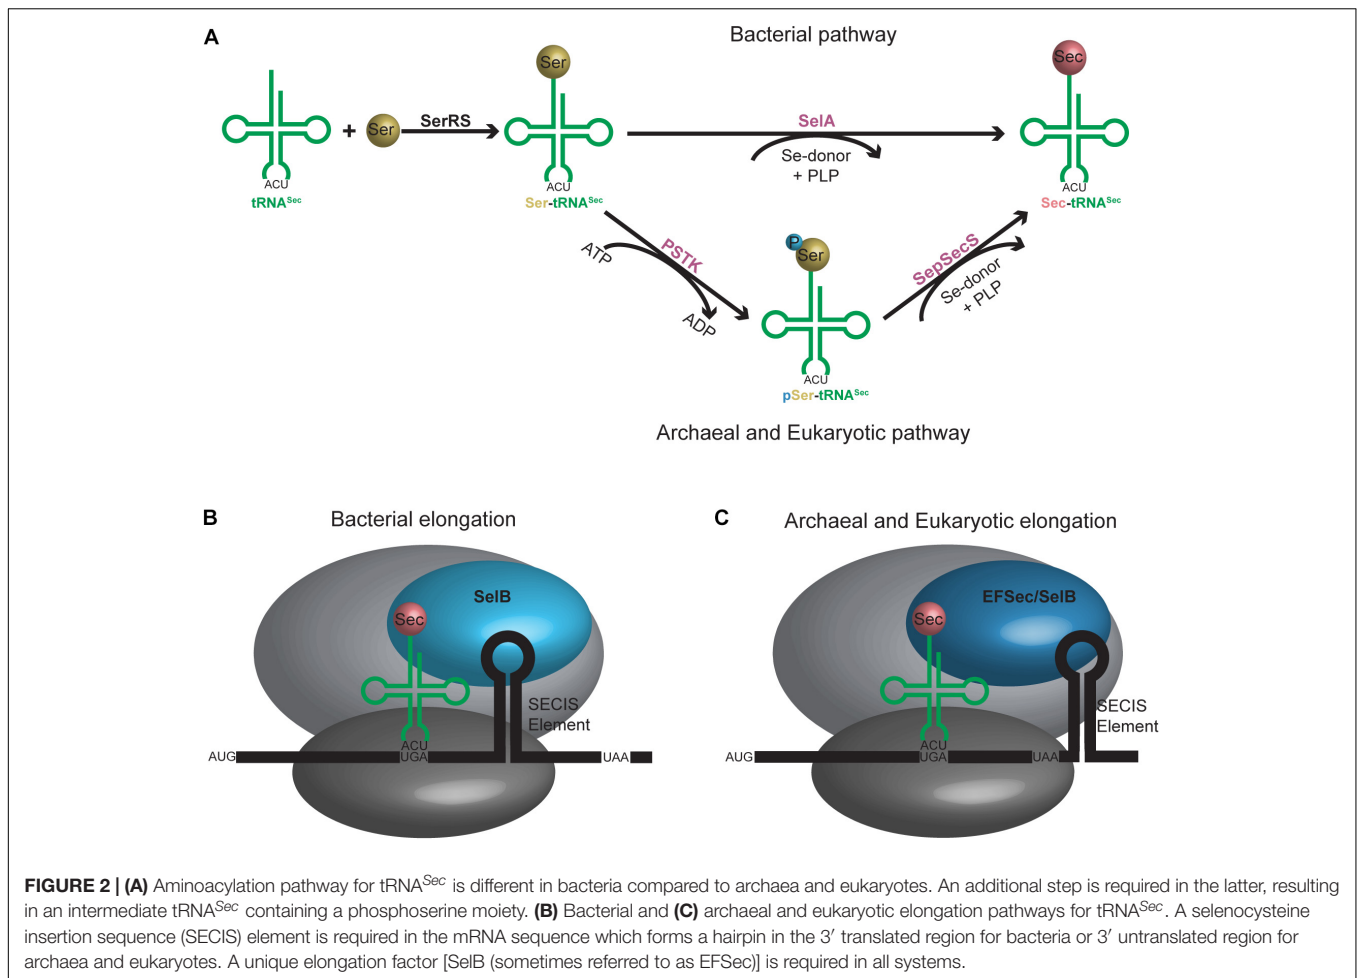 A
Bacterial pathway
Ser
Sec
+
Ser
SerRS
SelA
Se-donor
+ PLP
ACU
tRNASec
ACU
Ser-tRNASec
ACU
Sec-tRNASec
ATP
PSTK
ADP
P
Ser
SepSecS
Se-donor
+ PLP
ACU
pSer-tRNASec
Archaeal and Eukaryotic pathway
B
Bacterial elongation
SelB
Sec
SECIS
Element
ACU
AUG
UGA
UAA
C
Archaeal and Eukaryotic elongation
EFSec/SelB
Sec
SECIS
Element
ACU
AUG
UGA
UAA
FIGURE 2 | (A) Aminoacylation pathway for tRNASec is different in bacteria compared to archaea and eukaryotes. An additional step is required in the latter, resulting
in an intermediate tRNASec containing a phosphoserine moiety. (B) Bacterial and (C) archaeal and eukaryotic elongation pathways for tRNASec. A selenocysteine
insertion sequence (SECIS) element is required in the mRNA sequence which forms a hairpin in the 3′ translated region for bacteria or 3′ untranslated region for
archaea and eukaryotes. A unique elongation factor [SelB (sometimes referred to as EFSec)] is required in all systems.